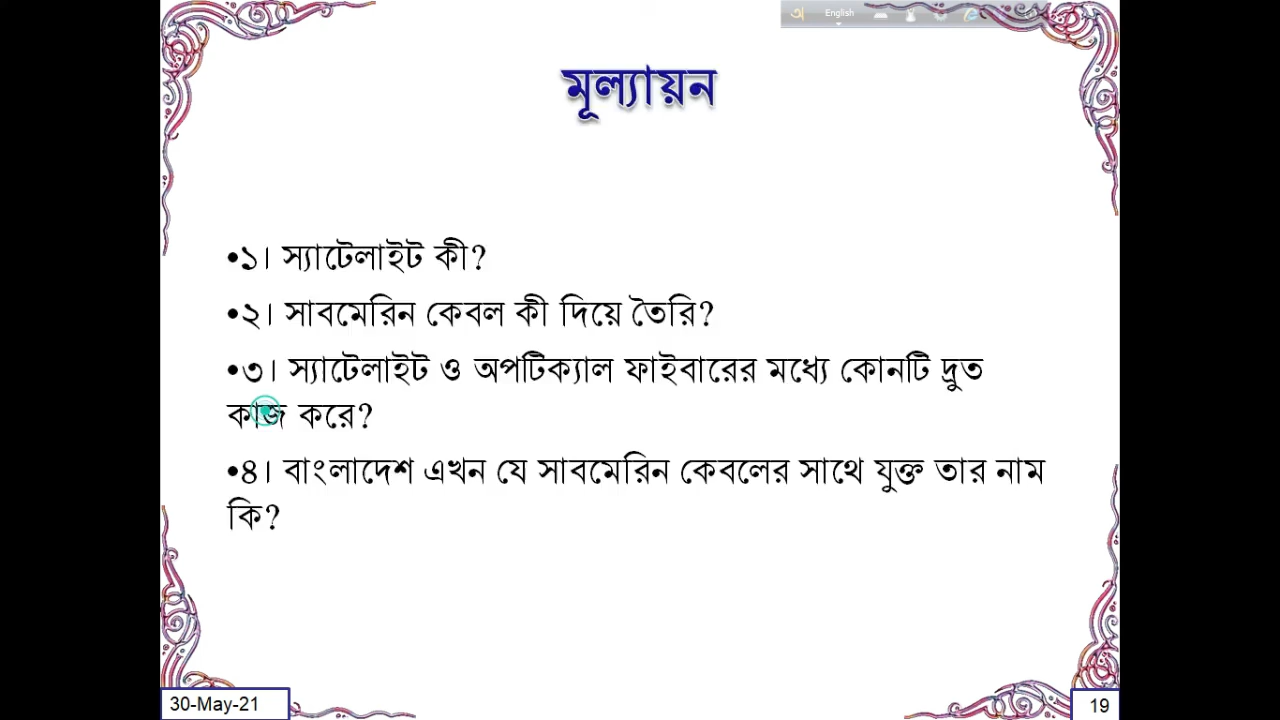 অ English
মূল্যায়ন
•১। স্যাটেলাইট কী?
•২। সাবমেরিন কেবল কী দিয়ে তৈরি?
•৩। স্যাটেলাইট ও অপটিক্যাল ফাইবারের মধ্যে কোনটি দ্রুত
কাজ করে?
•৪। বাংলাদেশ এখন যে সাবমেরিন কেবলের সাথে যুক্ত তার নাম
কি?
30-May-21
19